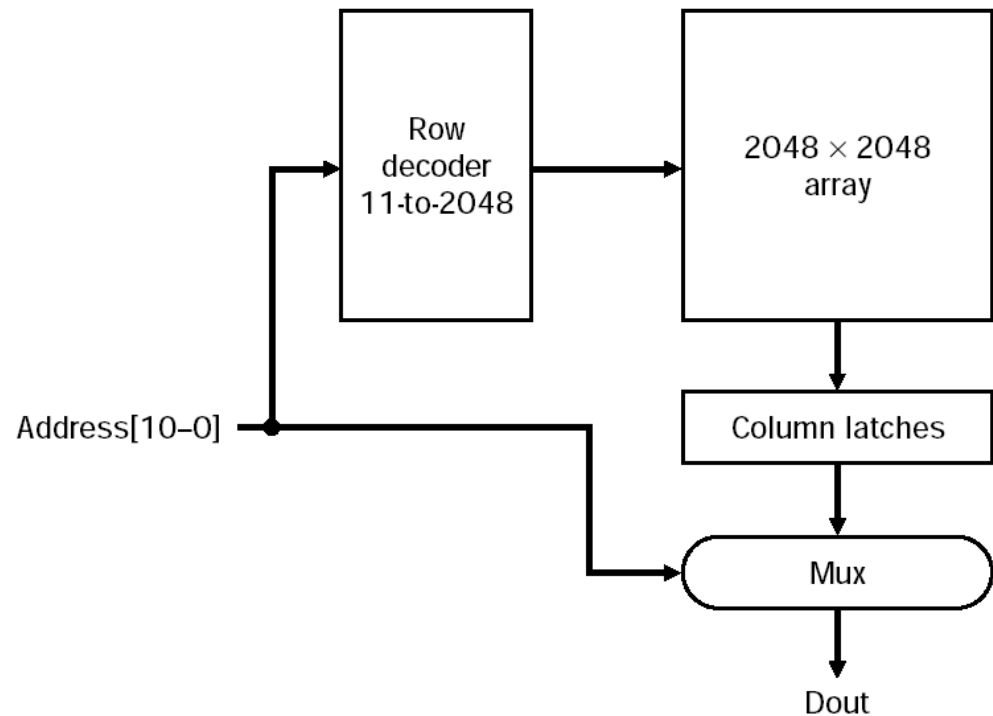 Row
decoder
11-to-2048
2048 × 2048
array
Address[10–0]
Column latches
Mux
Dout